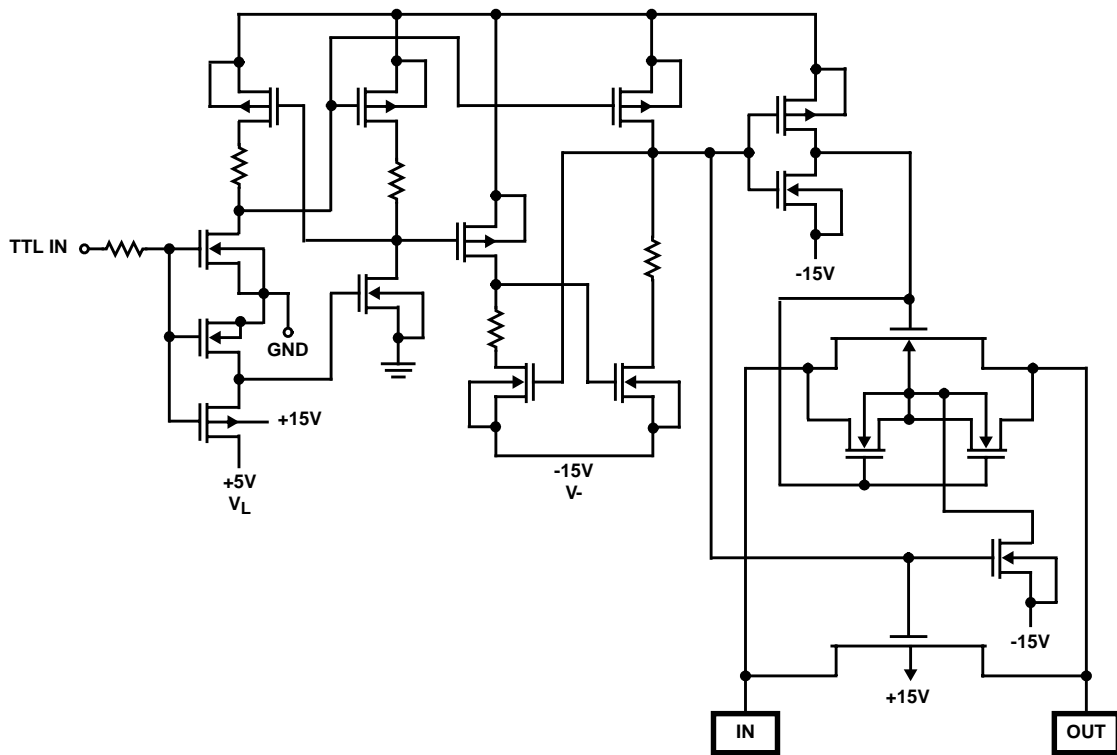 TTL IN
GND
+15V
+5V
VL
-15V
V-
-15V
-15V
+15V
IN
OUT